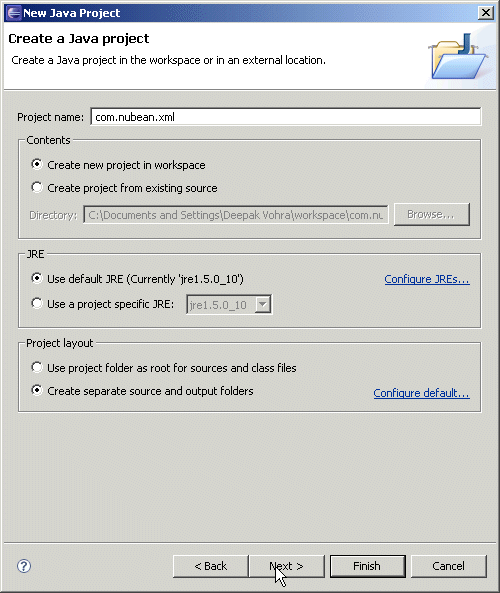 New Java Project
Create a Java project
Create a Java project in the workspace or in an external location.
Project name: com.nubean.xml
Contents
Create new project in workspace
Create project from existing source
Directory: C:\Documents and Settings\Deepak Vohra\workspace\com.nu Browse...
JRE
Use default JRE (Currently 'jre1.5.0_10') Configure JREs...
Use a project specific JRE: jre1.5.0_10
Project layout
Use project folder as root for sources and class files
Create separate source and output folders Configure default...
? < Back Next > Finish Cancel